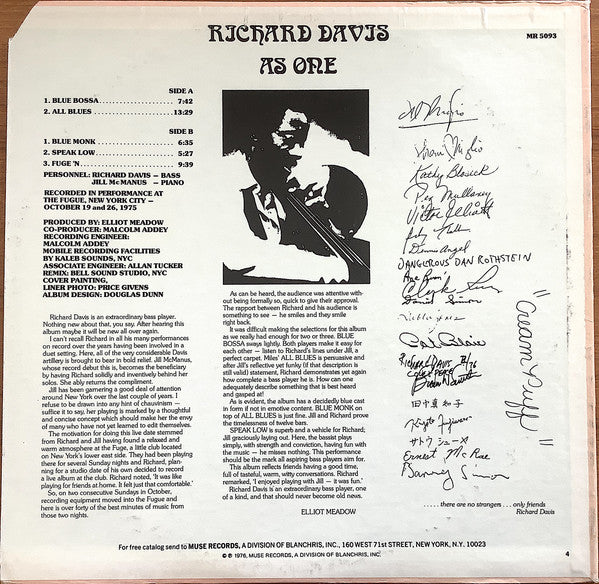 RICHARD DAVIS
MR 5093
AS ONE
SIDE A
1. BLUE BOSSA 7:42
2. ALL BLUES 13:29
SIDE B
1. BLUE MONK 6:35
2. SPEAK LOW 5:27
3. FUGE 'N 9:39
PERSONNEL: RICHARD DAVIS – BASS
JILL McMANUS – PIANO
RECORDED IN PERFORMANCE AT
THE FUGUE, NEW YORK CITY –
OCTOBER 19 and 26, 1975
PRODUCED BY: ELLIOT MEADOW
CO-PRODUCER: MALCOLM ADDEY
RECORDING ENGINEER:
MALCOLM ADDEY
MOBILE RECORDING FACILITIES
BY KALEB SOUNDS, NYC
ASSOCIATE ENGINEER: ALLAN TUCKER
REMIX: BELL SOUND STUDIO, NYC
COVER PAINTING,
LINER PHOTO: PRICE GIVENS
ALBUM DESIGN: DOUGLAS DUNN
Richard Davis is an extraordinary bass player.
Nothing new about that, you say. After hearing this
album maybe it will be new all over again.
I can't recall Richard in all his many performances
on record over the years having been involved in a
duet setting. Here, all of the very considerable Davis
artillery is brought to bear in bold relief. Jill McManus,
whose record debut this is, becomes the beneficiary
by having Richard solidly and inventively behind her
solos. She ably returns the compliment.
Jill has been garnering a good deal of attention
around New York over the last couple of years. I
refuse to be drawn into any hint of chauvinism –
suffice it to say, her playing is marked by a thoughtful
and concise concept which should make her the envy
of many who have not yet learned to edit themselves.
The motivation for doing this live date stemmed
from Richard and Jill having found a relaxed and
warm atmosphere at the Fugue, a little club located
on New York's lower east side. They had been playing
there for several Sunday nights and Richard, plan-
ning for a studio date of his own decided to record
a live album at the club. Richard noted, 'It was like
playing for friends at home. It felt just that comfortable.'
So, on two consecutive Sundays in October,
recording equipment moved into the Fugue and
here is over forty of the best minutes of music from
those two nights.
As can be heard, the audience was attentive with-
out being formally so, quick to give their approval.
The rapport between Richard and his audience is
something to see – he smiles and they smile
right back.
It was difficult making the selections for this album
as we really had enough for two or three. BLUE
BOSSA sways lightly. Both players make it easy for
each other – listen to Richard's lines under Jill, a
perfect carpet. Miles' ALL BLUES is persuasive and
after Jill's reflective yet funky (if that description is
still valid) statement, Richard demonstrates yet again
how complete a bass player he is. How can one
adequately describe something that is best heard
and gasped at!
As is evident, the album has a decidedly blue cast
in form if not in emotive content. BLUE MONK on
top of ALL BLUES is just fine. Jill and Richard prove
the timelessness of twelve bars.
SPEAK LOW is superb and a vehicle for Richard;
Jill graciously laying out. Here, the bassist plays
simply, with strength and conviction, having fun with
the music – he misses nothing. This performance
should be the mark all aspiring bass players aim for.
This album reflects friends having a good time,
full of tasteful, warm, witty conversations. Richard
remarked, 'I enjoyed playing with Jill – it was fun.'
Richard Davis is an extraordinary bass player, one
of a kind, and that should never become old news.
ELLIOT MEADOW
Kathy Blosick
Peg Mullaney
Dennis Angel
DANGEROUS DAN ROTHSTEIN
Daniel Simon
RICHARD DAVIS
サトウ シューメイ
Ernest McRae
Barney Simon
"Cream Puff"
. . . . there are no strangers . . . only friends
Richard Davis
For free catalog send to MUSE RECORDS, A DIVISION OF BLANCHRIS, INC., 160 WEST 71st STREET, NEW YORK, N.Y. 10023
© ℗ 1976, MUSE RECORDS, A DIVISION OF BLANCHRIS, INC.
4